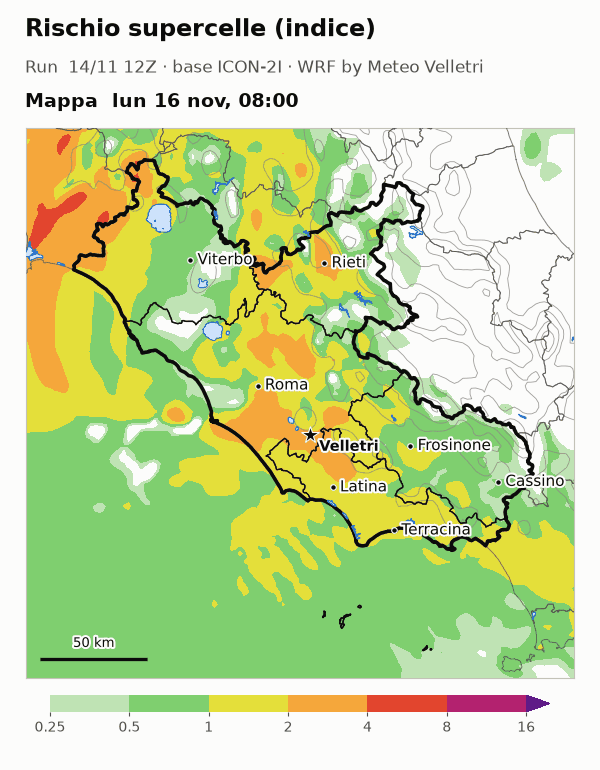 Rischio supercelle (indice)
Run  14/11 12Z · base ICON-2I · WRF by Meteo Velletri
Mappa  lun 16 nov, 08:00
Viterbo
Rieti
Roma
Velletri
Frosinone
Cassino
Latina
Terracina
50 km
0.25 0.5 1 2 4 8 16